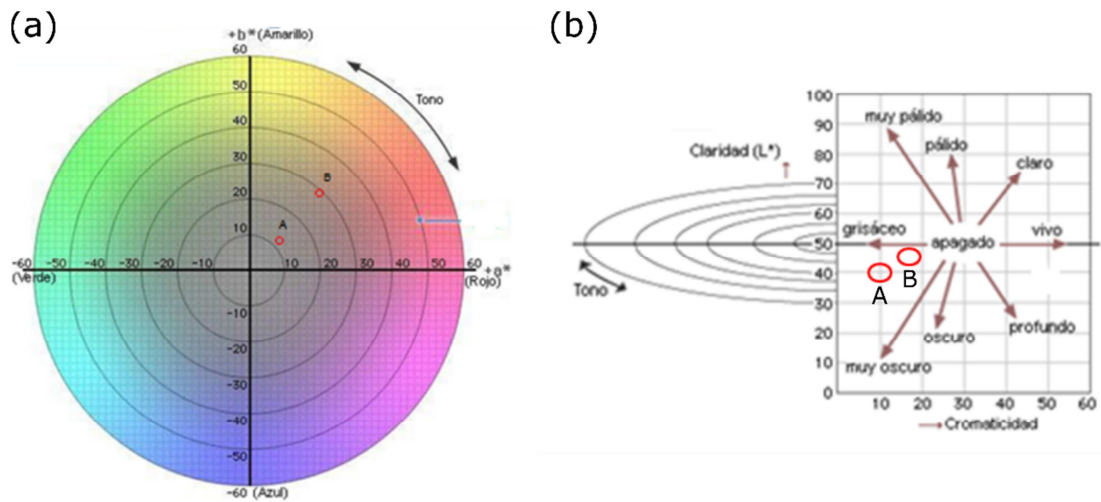 (a)
+b*(Amarillo)
60
50
40
30
20
10
Tono
B
A
-60 -50 -40 -30 -20 -10
10 20 30 40 50 60 +a*
(Verde)
(Rojo)
-10
-20
-30
-40
-50
-60 (Azul)
(b)
100
90
80
70
60
50
40
30
20
10
0
muy pálido
pálido
claro
Claridad (L*)
grisáceo
apagado
vivo
B
A
Tono
profundo
oscuro
muy oscuro
10 20 30 40 50 60
Cromaticidad